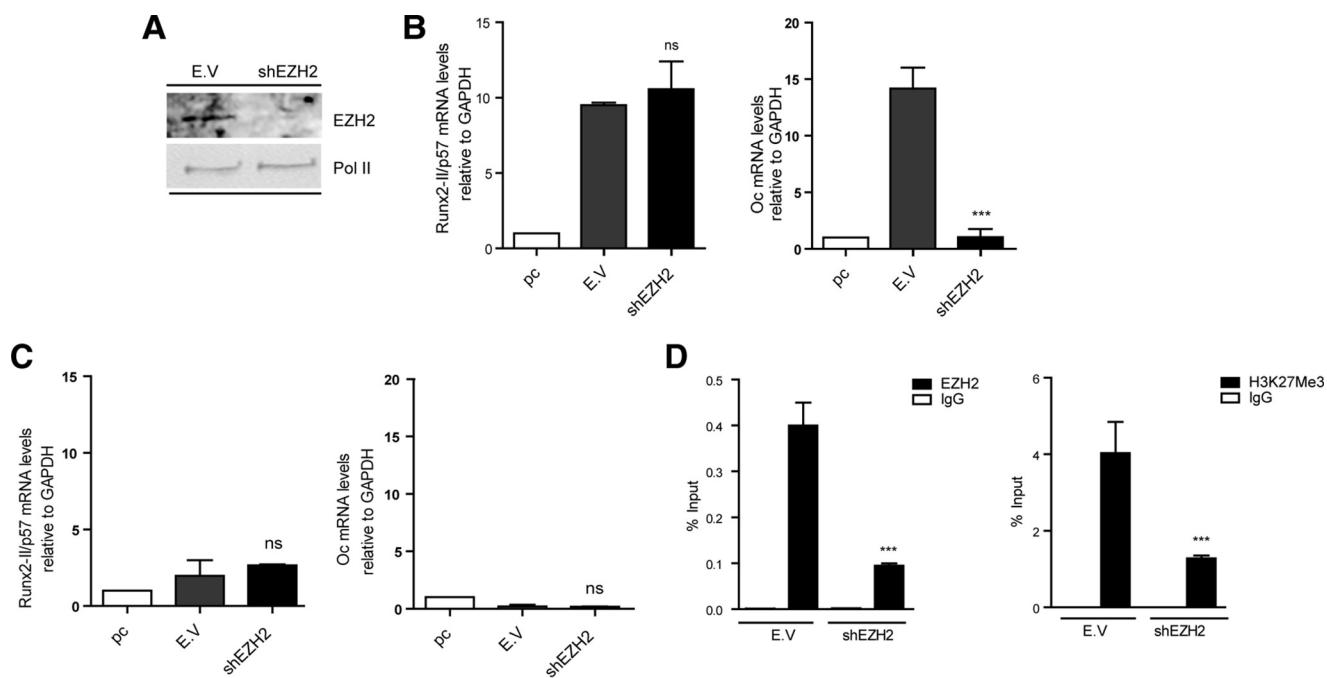 A
E.V shEZH2
EZH2
Pol II
B
Runx2-II/p57 mRNA levels
relative to GAPDH
15
10
5
0
ns
pc
E.V
shEZH2
Oc mRNA levels
relative to GAPDH
20
15
10
5
0
***
pc
E.V
shEZH2
C
Runx2-II/p57 mRNA levels
relative to GAPDH
15
10
5
0
ns
pc
E.V
shEZH2
Oc mRNA levels
relative to GAPDH
20
15
10
5
0
ns
pc
E.V
shEZH2
D
% Input
0.5
0.4
0.3
0.2
0.1
0.0
EZH2
IgG
***
E.V shEZH2
% Input
6
4
2
0
H3K27Me3
IgG
***
E.V shEZH2